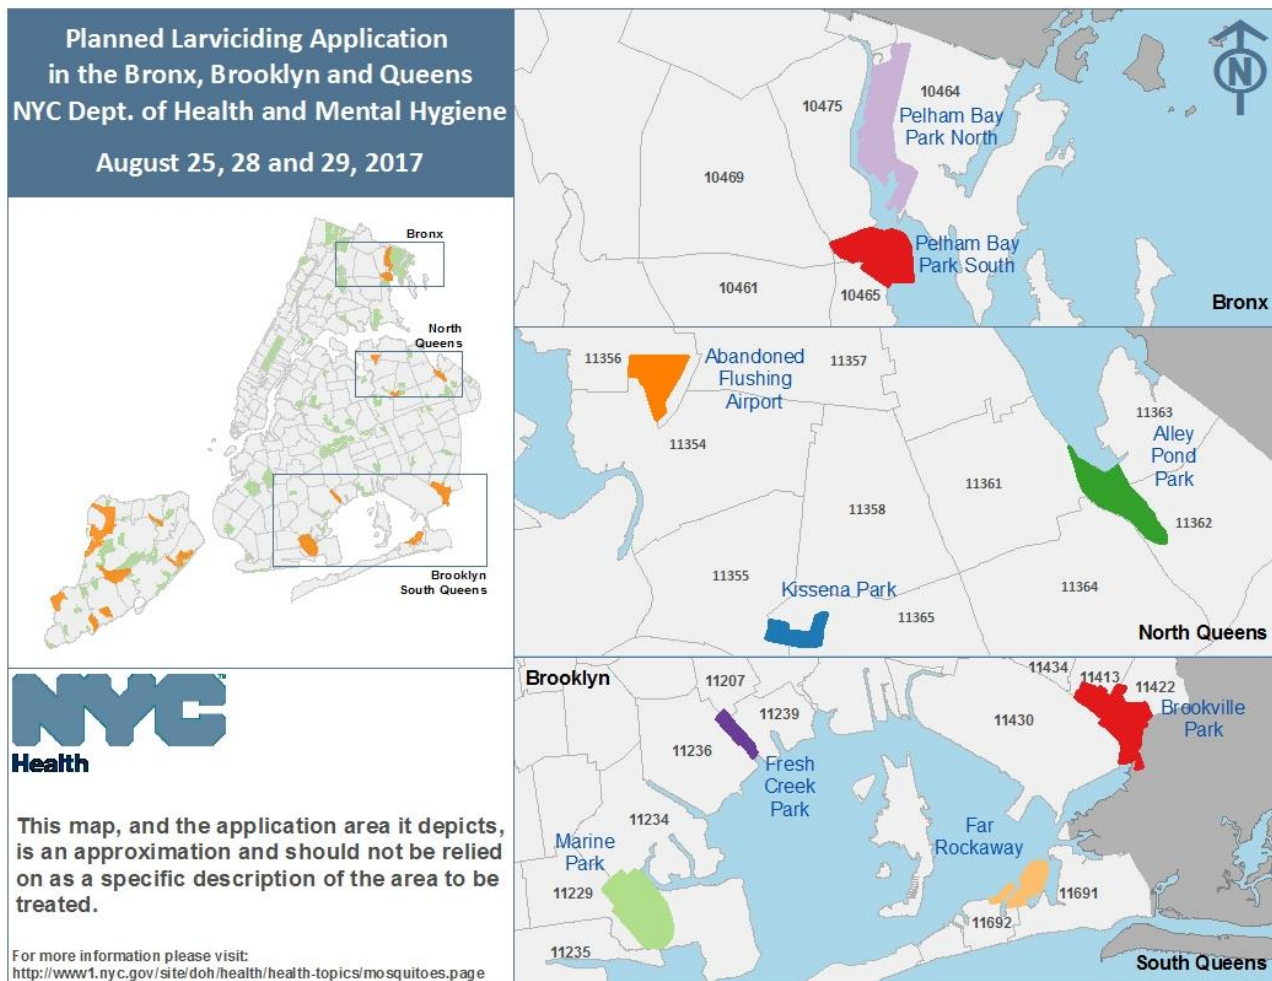 Planned Larviciding Application
in the Bronx, Brooklyn and Queens
NYC Dept. of Health and Mental Hygiene
August 25, 28 and 29, 2017
Bronx
North
Queens
Brooklyn
South Queens
NYC
Health
This map, and the application area it depicts,
is an approximation and should not be relied
on as a specific description of the area to be
treated.
For more information please visit:
http://www1.nyc.gov/site/doh/health/health-topics/mosquitoes.page
N
10475
10464
Pelham Bay
Park North
10469
Pelham Bay
Park South
10461
10465
Bronx
11356
Abandoned
Flushing
Airport
11357
11354
11363
Alley
Pond
Park
11361
11358
11362
11355
Kissena Park
11365
11364
North Queens
Brooklyn
11207
11239
11236
Fresh
Creek
Park
11234
Marine
Park
11229
11235
11434
11413
11422
11430
Brookville
Park
Far
Rockaway
11691
11692
South Queens